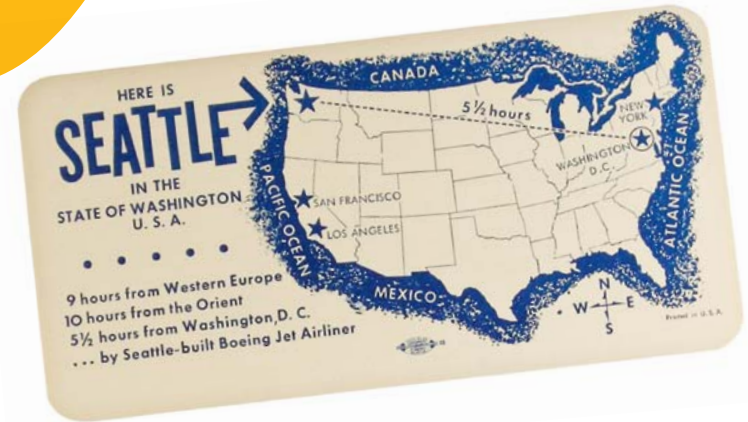 HERE IS
SEATTLE
IN THE
STATE OF WASHINGTON
U. S. A.
9 hours from Western Europe
10 hours from the Orient
5½ hours from Washington, D. C.
... by Seattle-built Boeing Jet Airliner
CANADA
5½ hours
NEW
YORK
WASHINGTON
D. C.
SAN FRANCISCO
LOS ANGELES
PACIFIC OCEAN
ATLANTIC OCEAN
MEXICO
N
W E
S
Printed in U. S. A.